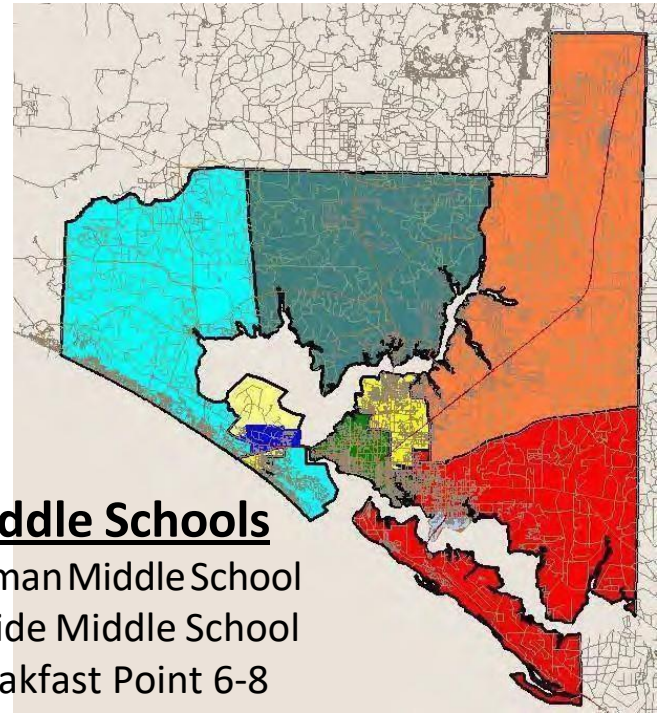 ddle Schools
man Middle School
ide Middle School
akfast Point 6-8